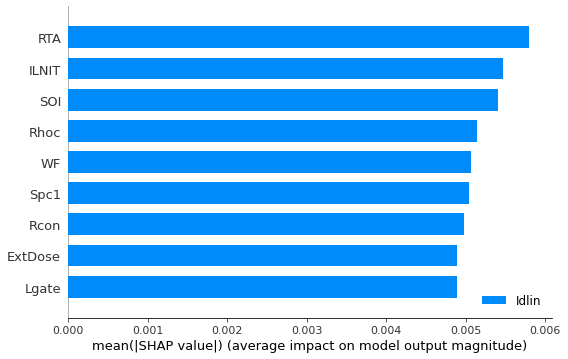 RTA
ILNIT
SOI
Rhoc
WF
Spc1
Rcon
ExtDose
Lgate
Idlin
0.000 0.001 0.002 0.003 0.004 0.005 0.006
mean(|SHAP value|) (average impact on model output magnitude)